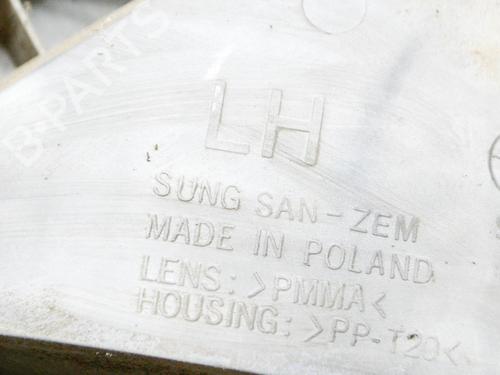 LH
SUNG SAN-ZEM
MADE IN POLAND
LENS: >PMMA<
HOUSING: >PP-T20<
B-PARTS